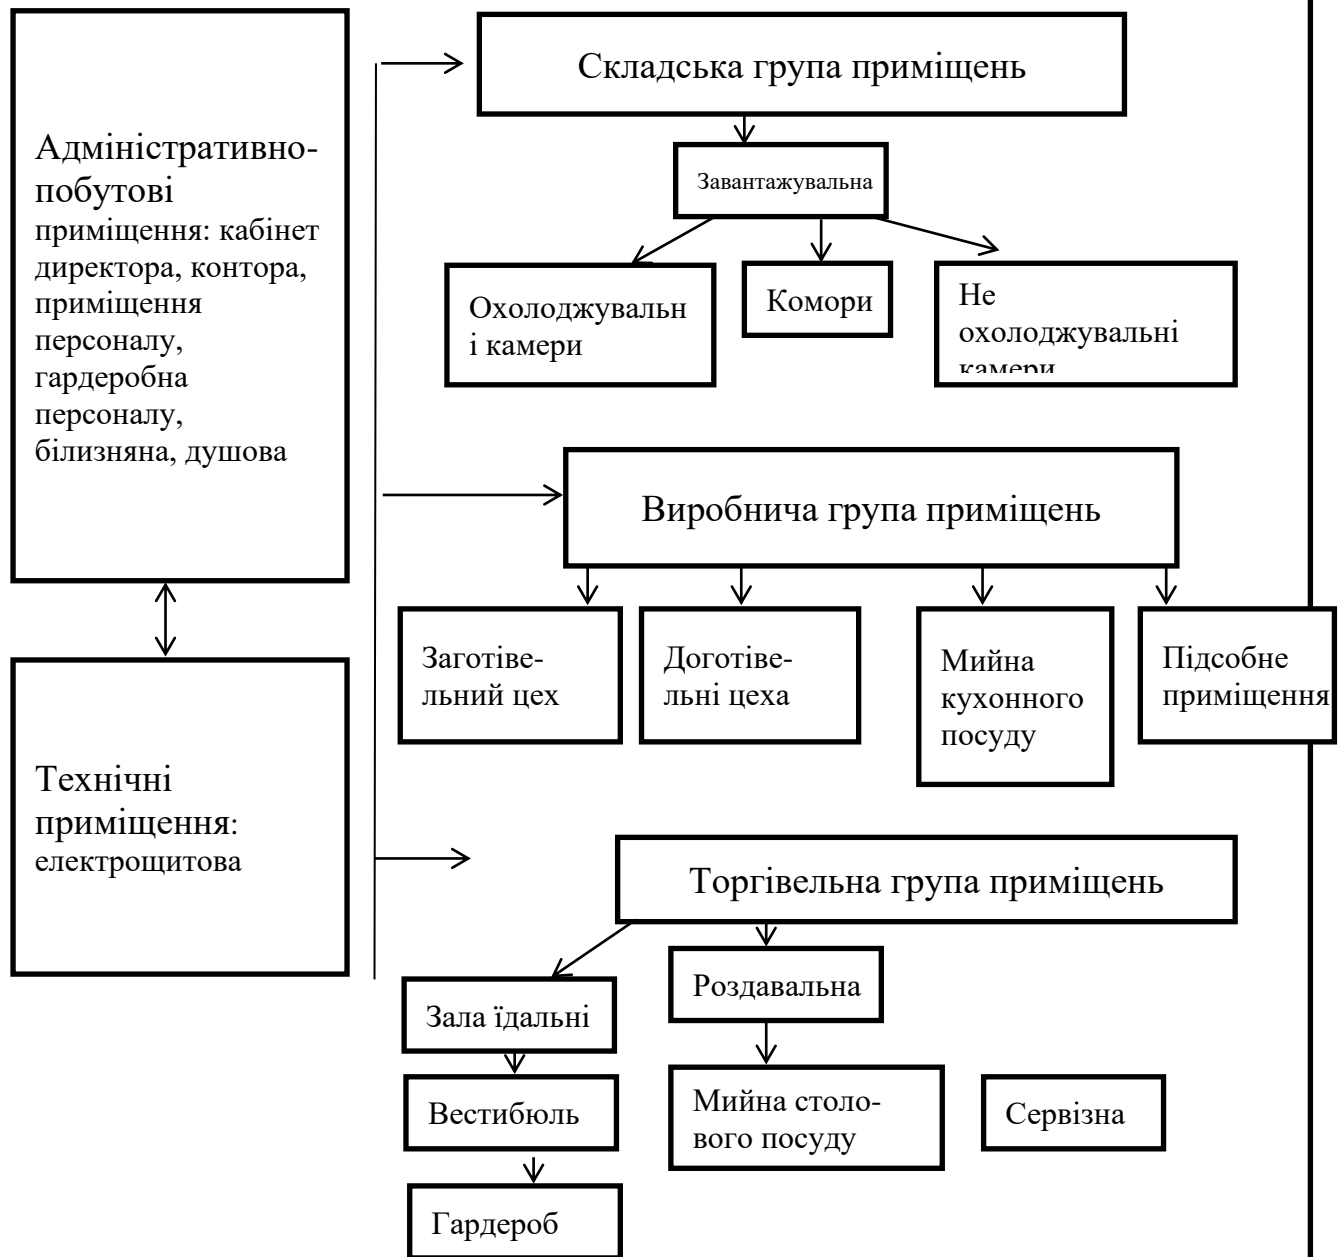 Адміністративно-
побутові
приміщення: кабінет
директора, контора,
приміщення
персоналу,
гардеробна
персоналу,
білизняна, душова
Технічні
приміщення:
електрощитова
Складська група приміщень
Завантажувальна
Охолоджувальн
і камери
Комори
Не
охолоджувальні
камери
Виробнича група приміщень
Заготіве-
льний цех
Доготіве-
льні цеха
Мийна
кухонного
посуду
Підсобне
приміщення
Торгівельна група приміщень
Зала їдальні
Вестибюль
Гардероб
Роздавальна
Мийна столо-
вого посуду
Сервізна